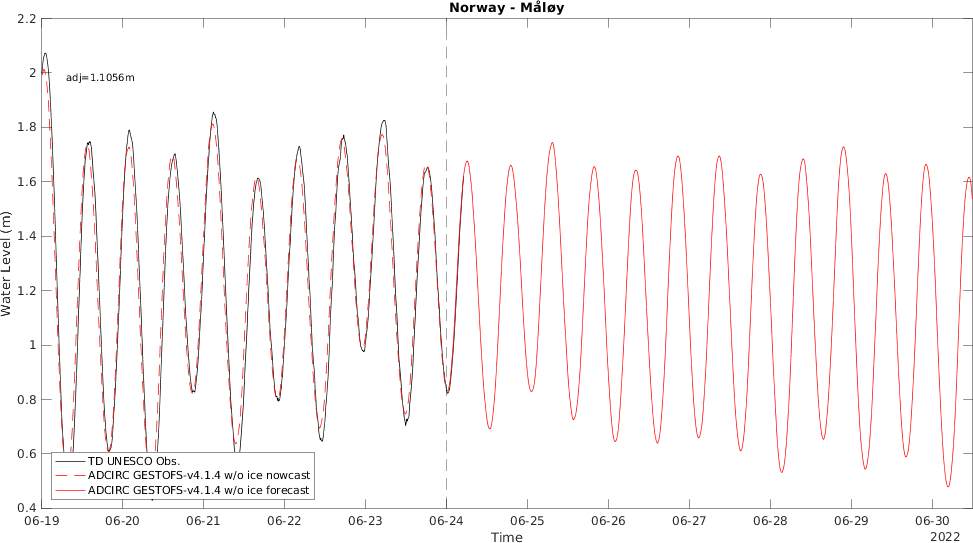 Norway - Måløy
2.2
2
1.8
1.6
1.4
1.2
1
0.8
0.6
0.4
Water Level (m)
adj=1.1056m
TD UNESCO Obs.
ADCIRC GESTOFS-v4.1.4 w/o ice nowcast
ADCIRC GESTOFS-v4.1.4 w/o ice forecast
06-19 06-20 06-21 06-22 06-23 06-24 06-25 06-26 06-27 06-28 06-29 06-30
2022
Time